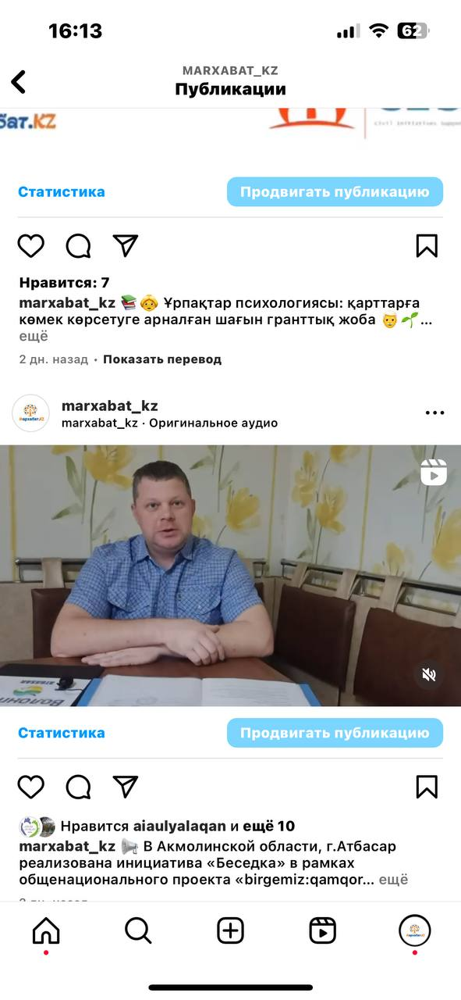 16:13
62
MARXABAT_KZ
Публикации
бат.KZ
Статистика
Продвигать публикацию
Нравится: 7
marxabat_kz 📚👵 Ұрпақтар психологиясы: қарттарға
көмек көрсетуге арналған шағын гранттық жоба 👨🌱...
ещё
2 дн. назад · Показать перевод
marxabat_kz
marxabat_kz · Оригинальное аудио
ATBASAR
Статистика
Продвигать публикацию
Нравится aiaulyalaqan и ещё 10
marxabat_kz 📢 В Акмолинской области, г.Атбасар
реализована инициатива «Беседка» в рамках
общенационального проекта «birgemiz:qamqor... ещё